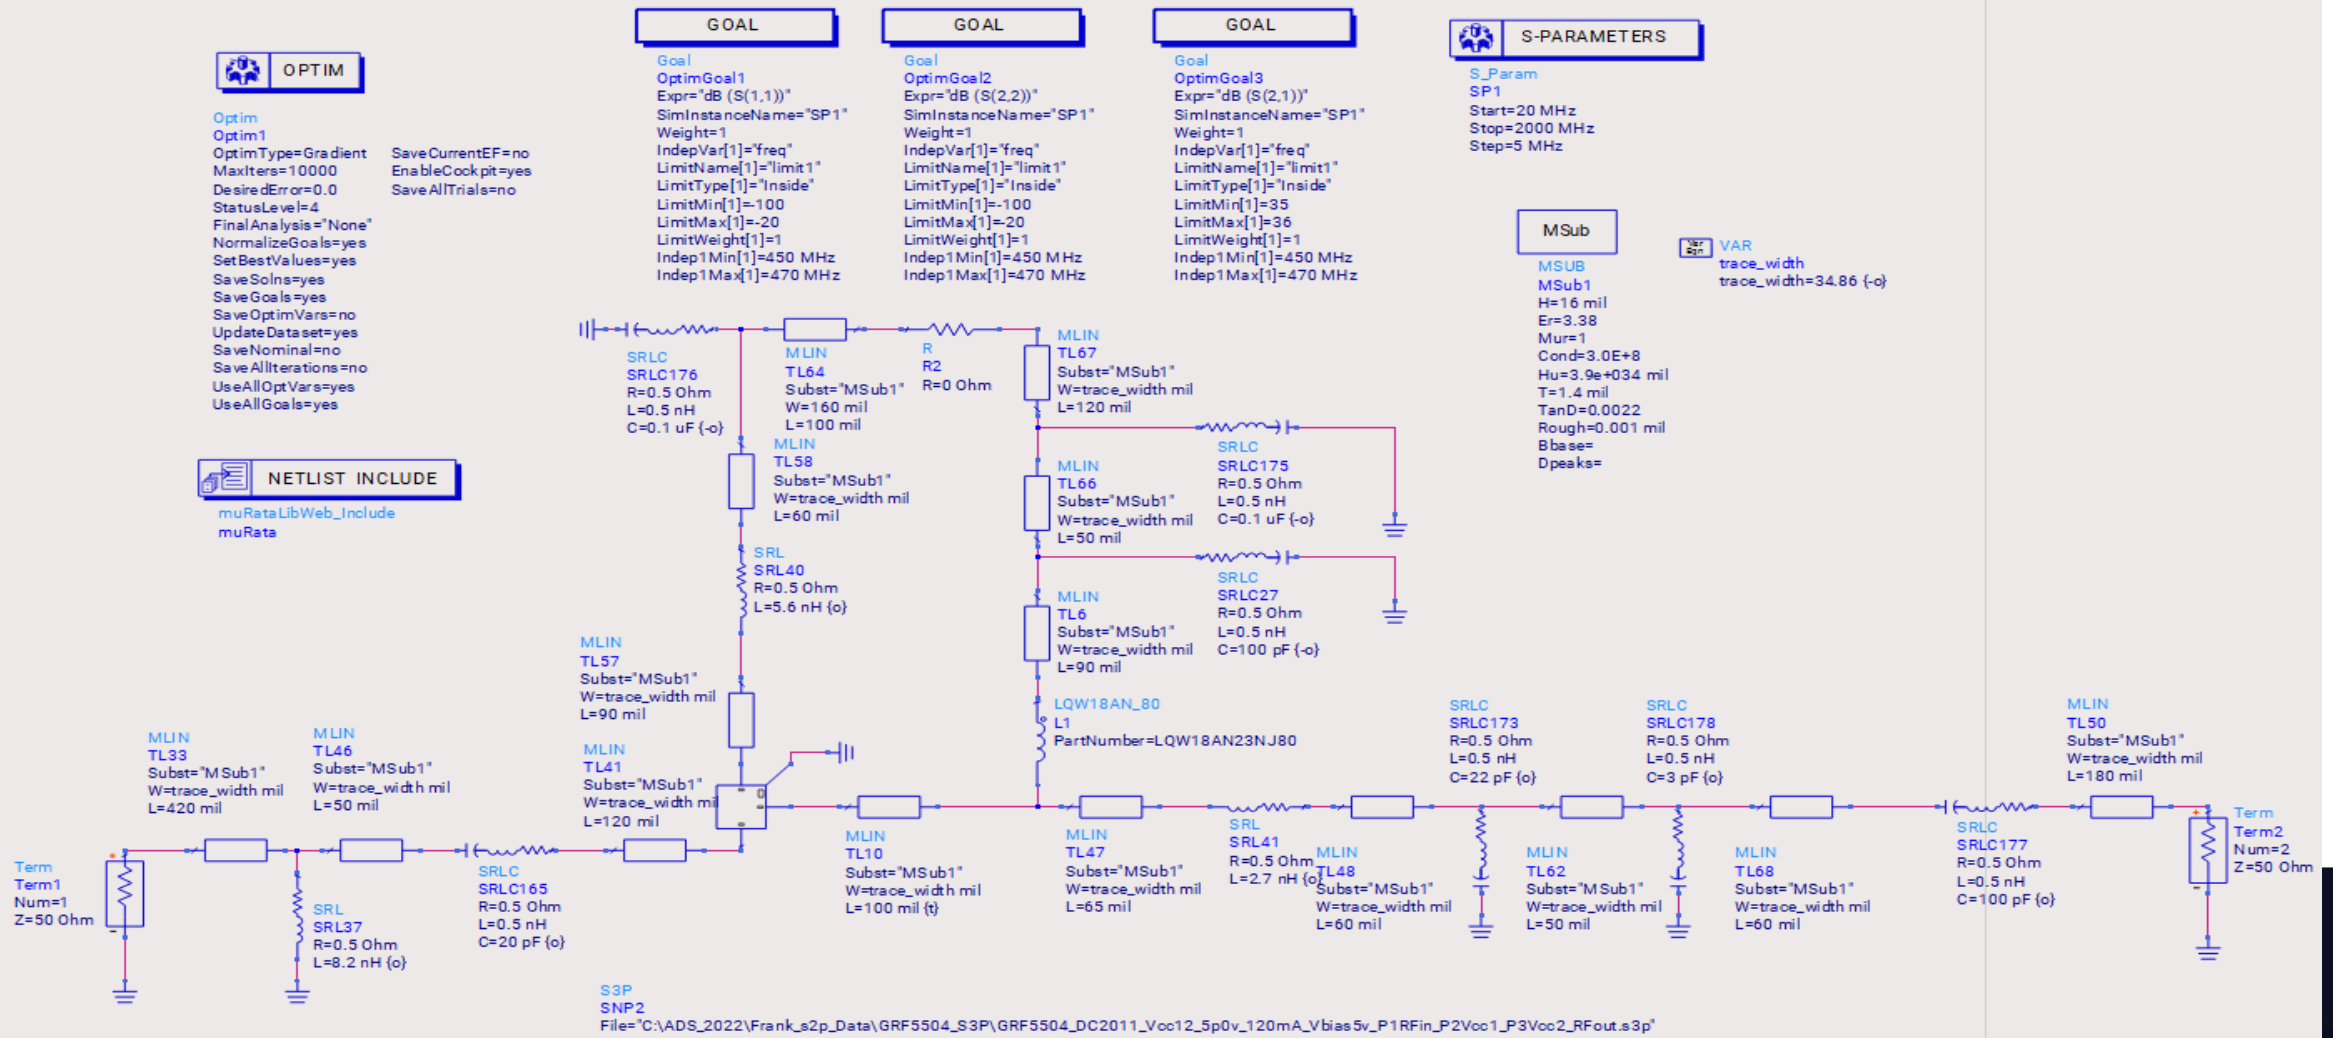 GOAL
Goal
OptimGoal1
Expr="dB (S(1,1))"
SimInstanceName="SP1"
Weight=1
IndepVar[1]="freq"
LimitName[1]="limit1"
LimitType[1]="Inside"
LimitMin[1]=-100
LimitMax[1]=-20
LimitWeight[1]=1
Indep1Min[1]=450 MHz
Indep1Max[1]=470 MHz
GOAL
Goal
OptimGoal2
Expr="dB (S(2,2))"
SimInstanceName="SP1"
Weight=1
IndepVar[1]="freq"
LimitName[1]="limit1"
LimitType[1]="Inside"
LimitMin[1]=-100
LimitMax[1]=-20
LimitWeight[1]=1
Indep1Min[1]=450 MHz
Indep1Max[1]=470 MHz
GOAL
Goal
OptimGoal3
Expr="dB (S(2,1))"
SimInstanceName="SP1"
Weight=1
IndepVar[1]="freq"
LimitName[1]="limit1"
LimitType[1]="Inside"
LimitMin[1]=35
LimitMax[1]=36
LimitWeight[1]=1
Indep1Min[1]=450 MHz
Indep1Max[1]=470 MHz
S-PARAMETERS
S_Param
SP1
Start=20 MHz
Stop=2000 MHz
Step=5 MHz
OPTIM
Optim
Optim1
OptimType=Gradient SaveCurrentEF=no
MaxIters=10000 EnableCockpit=yes
DesiredError=0.0 SaveAllTrials=no
StatusLevel=4
FinalAnalysis="None"
NormalizeGoals=yes
SetBestValues=yes
SaveSolns=yes
SaveGoals=yes
SaveOptimVars=no
UpdateDataset=yes
SaveNominal=no
SaveAllIterations=no
UseAllOptVars=yes
UseAllGoals=yes
MSub
MSUB
MSub1
H=16 mil
Er=3.38
Mur=1
Cond=3.0E+8
Hu=3.9e+034 mil
T=1.4 mil
TanD=0.0022
Rough=0.001 mil
Bbase=
Dpeaks=
Var
Eqn
VAR
trace_width
trace_width=34.86 {-o}
NETLIST INCLUDE
muRataLibWeb_Include
muRata
SRLC
SRLC176
R=0.5 Ohm
L=0.5 nH
C=0.1 uF {-o}
MLIN
TL64
Subst="MSub1"
W=160 mil
L=100 mil
R
R2
R=0 Ohm
MLIN
TL67
Subst="MSub1"
W=trace_width mil
L=120 mil
MLIN
TL58
Subst="MSub1"
W=trace_width mil
L=60 mil
SRLC
SRLC175
R=0.5 Ohm
L=0.5 nH
C=0.1 uF {-o}
MLIN
TL66
Subst="MSub1"
W=trace_width mil
L=50 mil
SRL
SRL40
R=0.5 Ohm
L=5.6 nH {o}
SRLC
SRLC27
R=0.5 Ohm
L=0.5 nH
C=100 pF {-o}
MLIN
TL6
Subst="MSub1"
W=trace_width mil
L=90 mil
MLIN
TL57
Subst="MSub1"
W=trace_width mil
L=90 mil
LQW18AN_80
L1
PartNumber=LQW18AN23NJ80
MLIN
TL33
Subst="MSub1"
W=trace_width mil
L=420 mil
MLIN
TL46
Subst="MSub1"
W=trace_width mil
L=50 mil
MLIN
TL41
Subst="MSub1"
W=trace_width mil
L=120 mil
SRLC
SRLC173
R=0.5 Ohm
L=0.5 nH
C=22 pF {o}
SRLC
SRLC178
R=0.5 Ohm
L=0.5 nH
C=3 pF {o}
MLIN
TL50
Subst="MSub1"
W=trace_width mil
L=180 mil
Term
Term1
Num=1
Z=50 Ohm
SRL
SRL37
R=0.5 Ohm
L=8.2 nH {o}
SRLC
SRLC165
R=0.5 Ohm
L=0.5 nH
C=20 pF {o}
MLIN
TL10
Subst="MSub1"
W=trace_width mil
L=100 mil {t}
MLIN
TL47
Subst="MSub1"
W=trace_width mil
L=65 mil
SRL
SRL41
R=0.5 Ohm
L=2.7 nH {o}
MLIN
TL48
Subst="MSub1"
W=trace_width mil
L=60 mil
MLIN
TL62
Subst="MSub1"
W=trace_width mil
L=50 mil
MLIN
TL68
Subst="MSub1"
W=trace_width mil
L=60 mil
SRLC
SRLC177
R=0.5 Ohm
L=0.5 nH
C=100 pF {o}
Term
Term2
Num=2
Z=50 Ohm
S3P
SNP2
File="C:\ADS_2022\Frank_s2p_Data\GRF5504_S3P\GRF5504_DC2011_Vcc12_5p0v_120mA_Vbias5v_P1RFin_P2Vcc1_P3Vcc2_RFout.s3p"